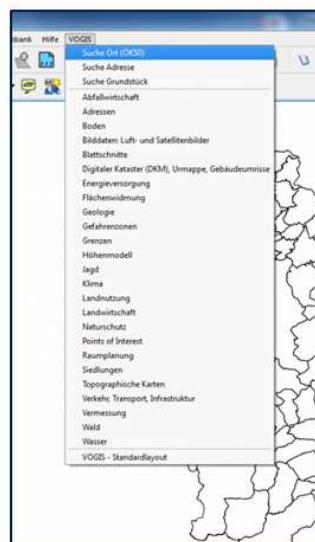 nbank Hilfe VOGIS
Suche Ort (ÖK50)
Suche Adresse
Suche Grundstück
Abfallwirtschaft
Adressen
Boden
Bilddaten: Luft- und Satellitenbilder
Blattschnitte
Digitaler Kataster (DKM), Urmappe, Gebäudeumrisse
Energieversorgung
Flächenwidmung
Geologie
Gefahrenzonen
Grenzen
Höhenmodell
Jagd
Klima
Landnutzung
Landwirtschaft
Naturschutz
Points of Interest
Raumplanung
Siedlungen
Topographische Karten
Verkehr, Transport, Infrastruktur
Vermessung
Wald
Wasser
VOGIS - Standardlayout